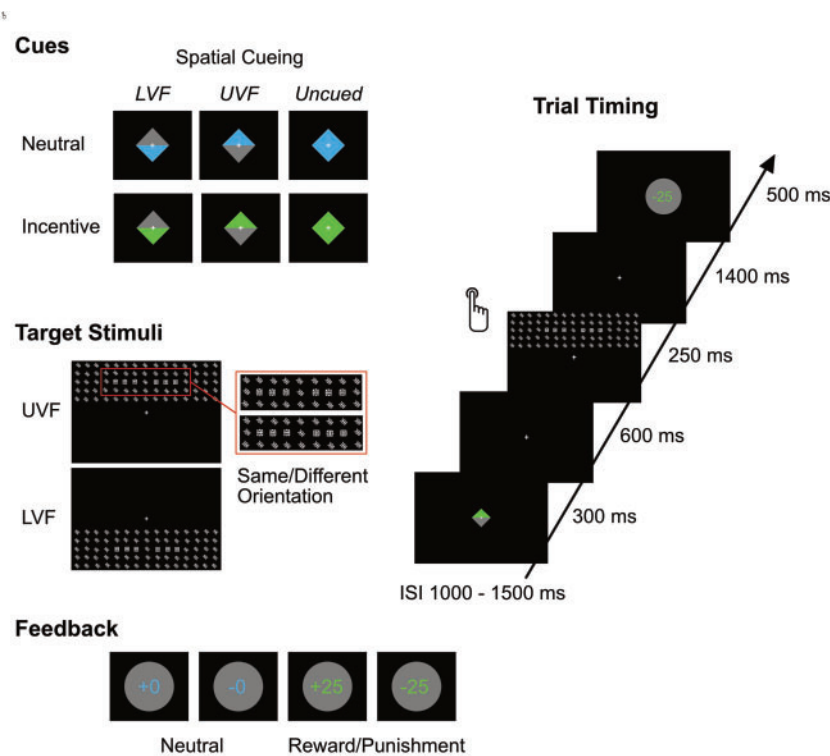 Cues
Spatial Cueing
LVF UVF Uncued
Neutral
Incentive
Target Stimuli
UVF
LVF
Same/Different
Orientation
Trial Timing
-25
500 ms
1400 ms
250 ms
600 ms
300 ms
ISI 1000 - 1500 ms
Feedback
+0 -0 +25 -25
Neutral Reward/Punishment